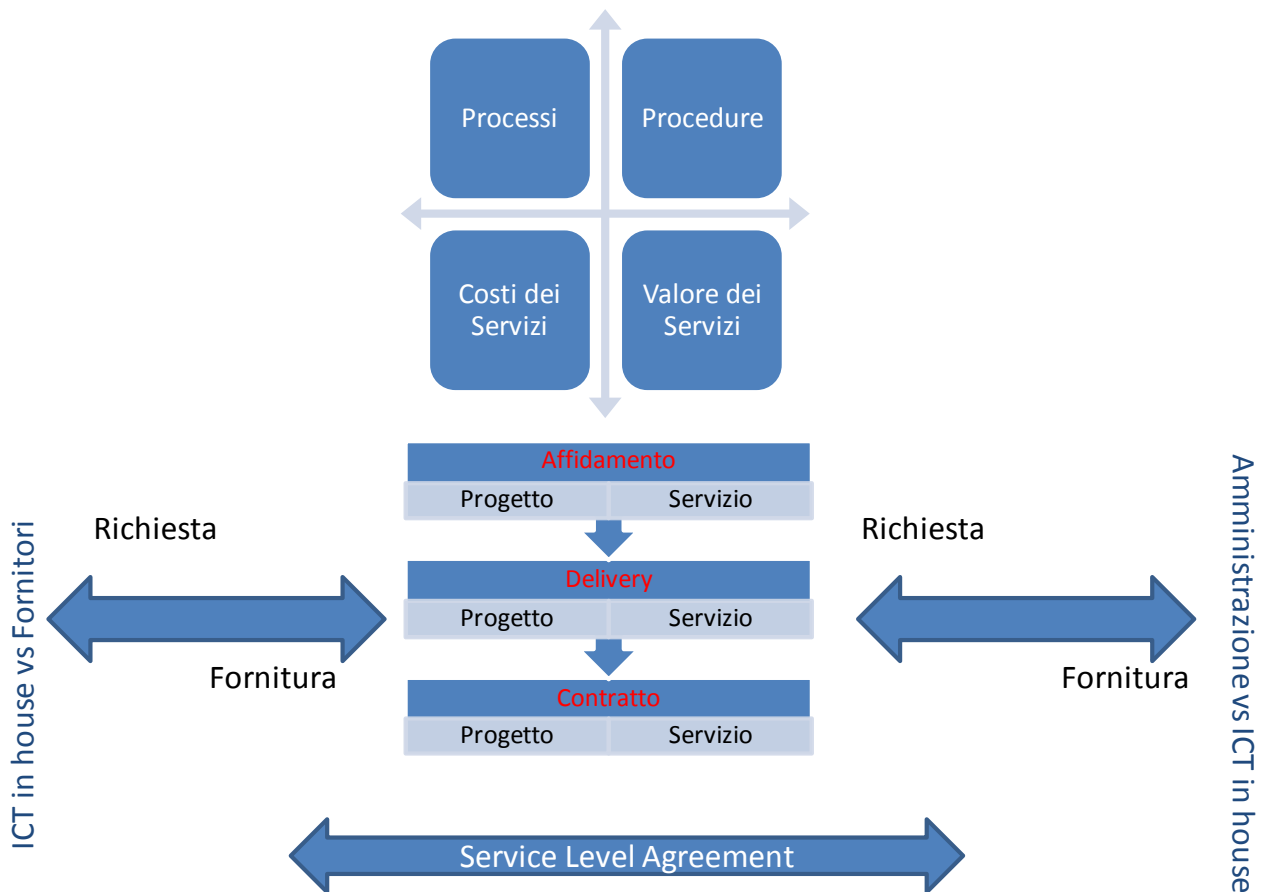 Processi
Procedure
Costi dei
Servizi
Valore dei
Servizi
Affidamento
Progetto
Servizio
Delivery
Progetto
Servizio
Contratto
Progetto
Servizio
ICT in house vs Fornitori
Richiesta
Fornitura
Richiesta
Fornitura
Amministrazione vs ICT in house
Service Level Agreement